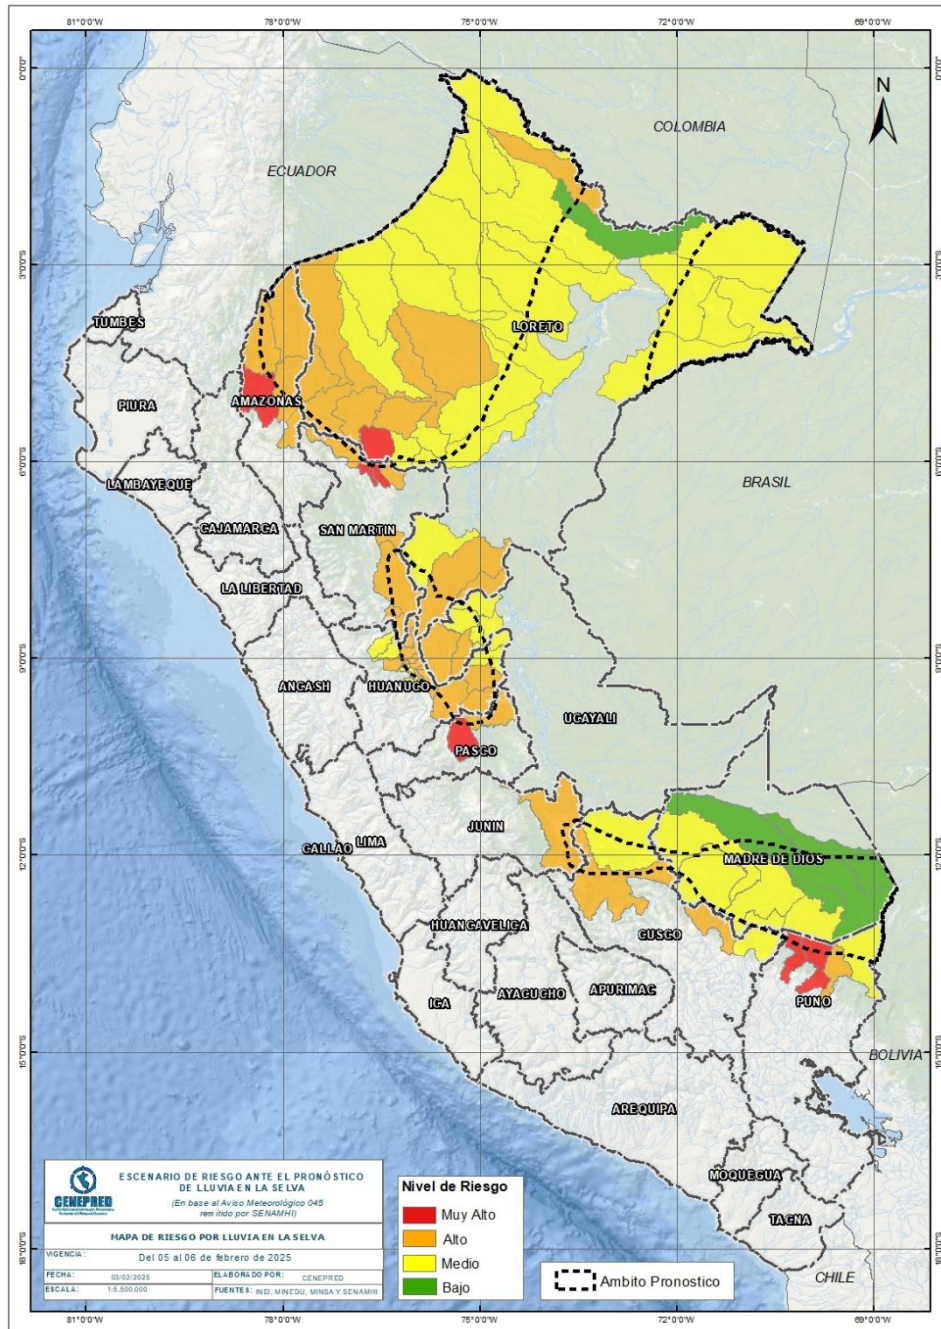 81°0'0"W 78°0'0"W 75°0'0"W 72°0'0"W 69°0'0"W
0°0'0"
3°0'0"S
6°0'0"S
9°0'0"S
12°0'0"S
15°0'0"S
18°0'0"S
N
COLOMBIA
ECUADOR
LORETO
TUMBES
AMAZONAS
PIURA
BRASIL
LAMBAYEQUE
CAJAMARCA
SAN MARTIN
LA LIBERTAD
ANCASH
HUANUCO
UCAYALI
PASCO
JUNIN
CALLAO
LIMA
MADRE DE DIOS
HUANCAVELICA
CUSCO
ICA
AYACUCHO
APURIMAC
PUNO
BOLIVIA
AREQUIPA
MOQUEGUA
TACNA
CHILE
CENEPRED
ESCENARIO DE RIESGO ANTE EL PRONÓSTICO
DE LLUVIA EN LA SELVA
(En base al Aviso Meteorológico 045
remitido por SENAMHI)
MAPA DE RIESGO POR LLUVIA EN LA SELVA
VIGENCIA: Del 05 al 06 de febrero de 2025
FECHA: 03/02/2025 ELABORADO POR: CENEPRED
ESCALA: 1:5,500,000 FUENTES: INEI, MINEDU, MINSA Y SENAMHI
Nivel de Riesgo
Muy Alto
Alto
Medio
Bajo
Ambito Pronostico
81°0'0"W 78°0'0"W 75°0'0"W 72°0'0"W 69°0'0"W